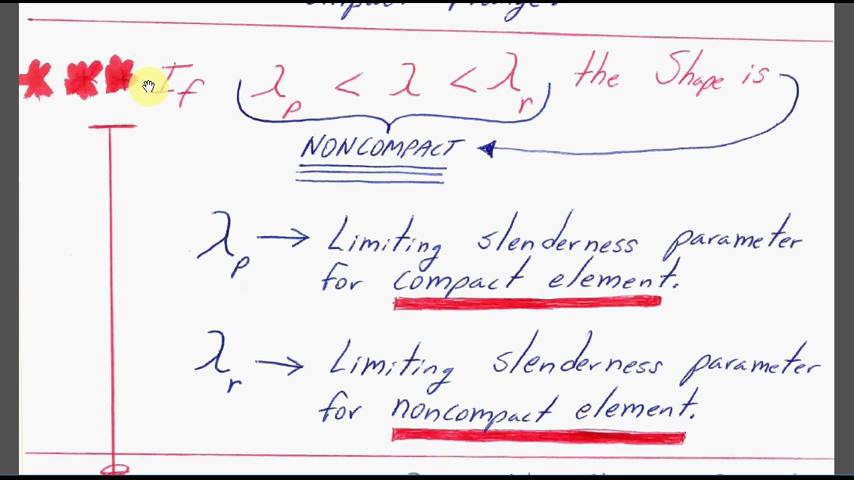 If λp < λ < λr the Shape is
NONCOMPACT
λp → Limiting slenderness parameter
for compact element.
λr → Limiting slenderness parameter
for noncompact element.